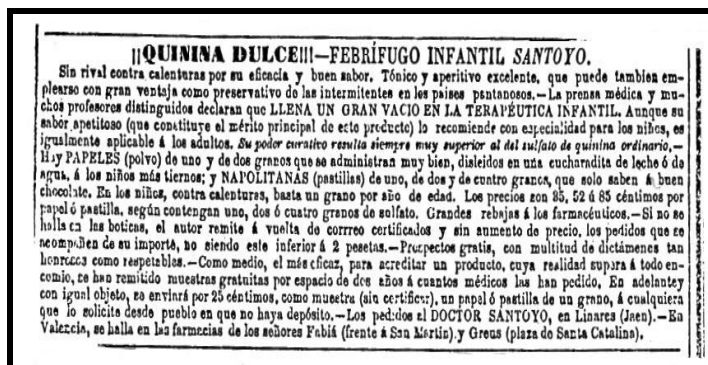 ¡¡QUININA DULCE!!!—FEBRÍFUGO INFANTIL SANTOYO.
Sin rival contra calenturas por su eficacia y buen sabor. Tónico y aperitivo excelente, que puede tambien em-
plearse con gran ventaja como preservativo de las intermitentes en los paises pantanosos.—La prensa médica y mu-
chos profesores distinguidos declaran que LLENA UN GRAN VACIO EN LA TERAPÉUTICA INFANTIL. Aunque su
sabor apetitoso (que constituye el mérito principal de este producto) lo recomiende con especialidad para los niños, es
igualmente aplicable á los adultos. Su poder curativo resulta siempre muy superior al del sulfato de quinina ordinario.—
Hay PAPELES (polvo) de uno y de dos granos que se administran muy bien, disleidos en una cucharadita de leche ó de
agua, á los niños más tiernos; y NAPOLITANAS (pastillas) de uno, de dos y de cuatro granos, que solo saben á buen
chocolate. En los niños, contra calenturas, basta un grano por año de edad. Los precios son 35, 52 ú 85 céntimos por
papel ó pastilla, según contengan uno, dos ó cuatro granos de sulfato. Grandes rebajas á los farmacéuticos.—Si no se
halla en las boticas, el autor remite á vuelta de correo certificados y sin aumento de precio, los pedidos que se
acompañen de su importe, no siendo este inferior á 2 pesetas.—Prospectos gratis, con multitud de dictámenes tan
honrosos como respetables.—Como medio, el más eficaz, para acreditar un producto, cuya realidad supera á todo en-
comio, se han remitido muestras gratuitas por espacio de dos años á cuantos médicos las han pedido. En adelante y
con igual objeto, se enviará por 25 céntimos, como muestra (sin certificar), un papel ó pastilla de un grano, á cualquiera
que lo solicite desde pueblo en que no haya depósito.—Los pedidos al DOCTOR SANTOYO, en Linares (Jaen).—En
Valencia, se halla en las farmacias de los señores Fabiá (frente á San Martin) y Greus (plaza de Santa Catalina).